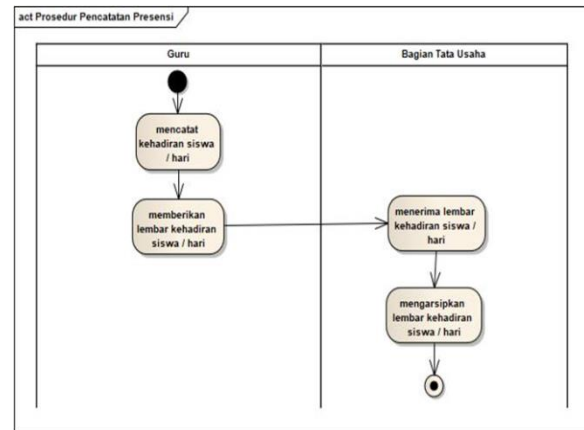 act Prosedur Pencatatan Presensi
Guru
Bagian Tata Usaha
mencatat
kehadiran siswa
/ hari
memberikan
lembar kehadiran
siswa / hari
menerima lembar
kehadiran siswa /
hari
mengarsipkan
lembar kehadiran
siswa / hari